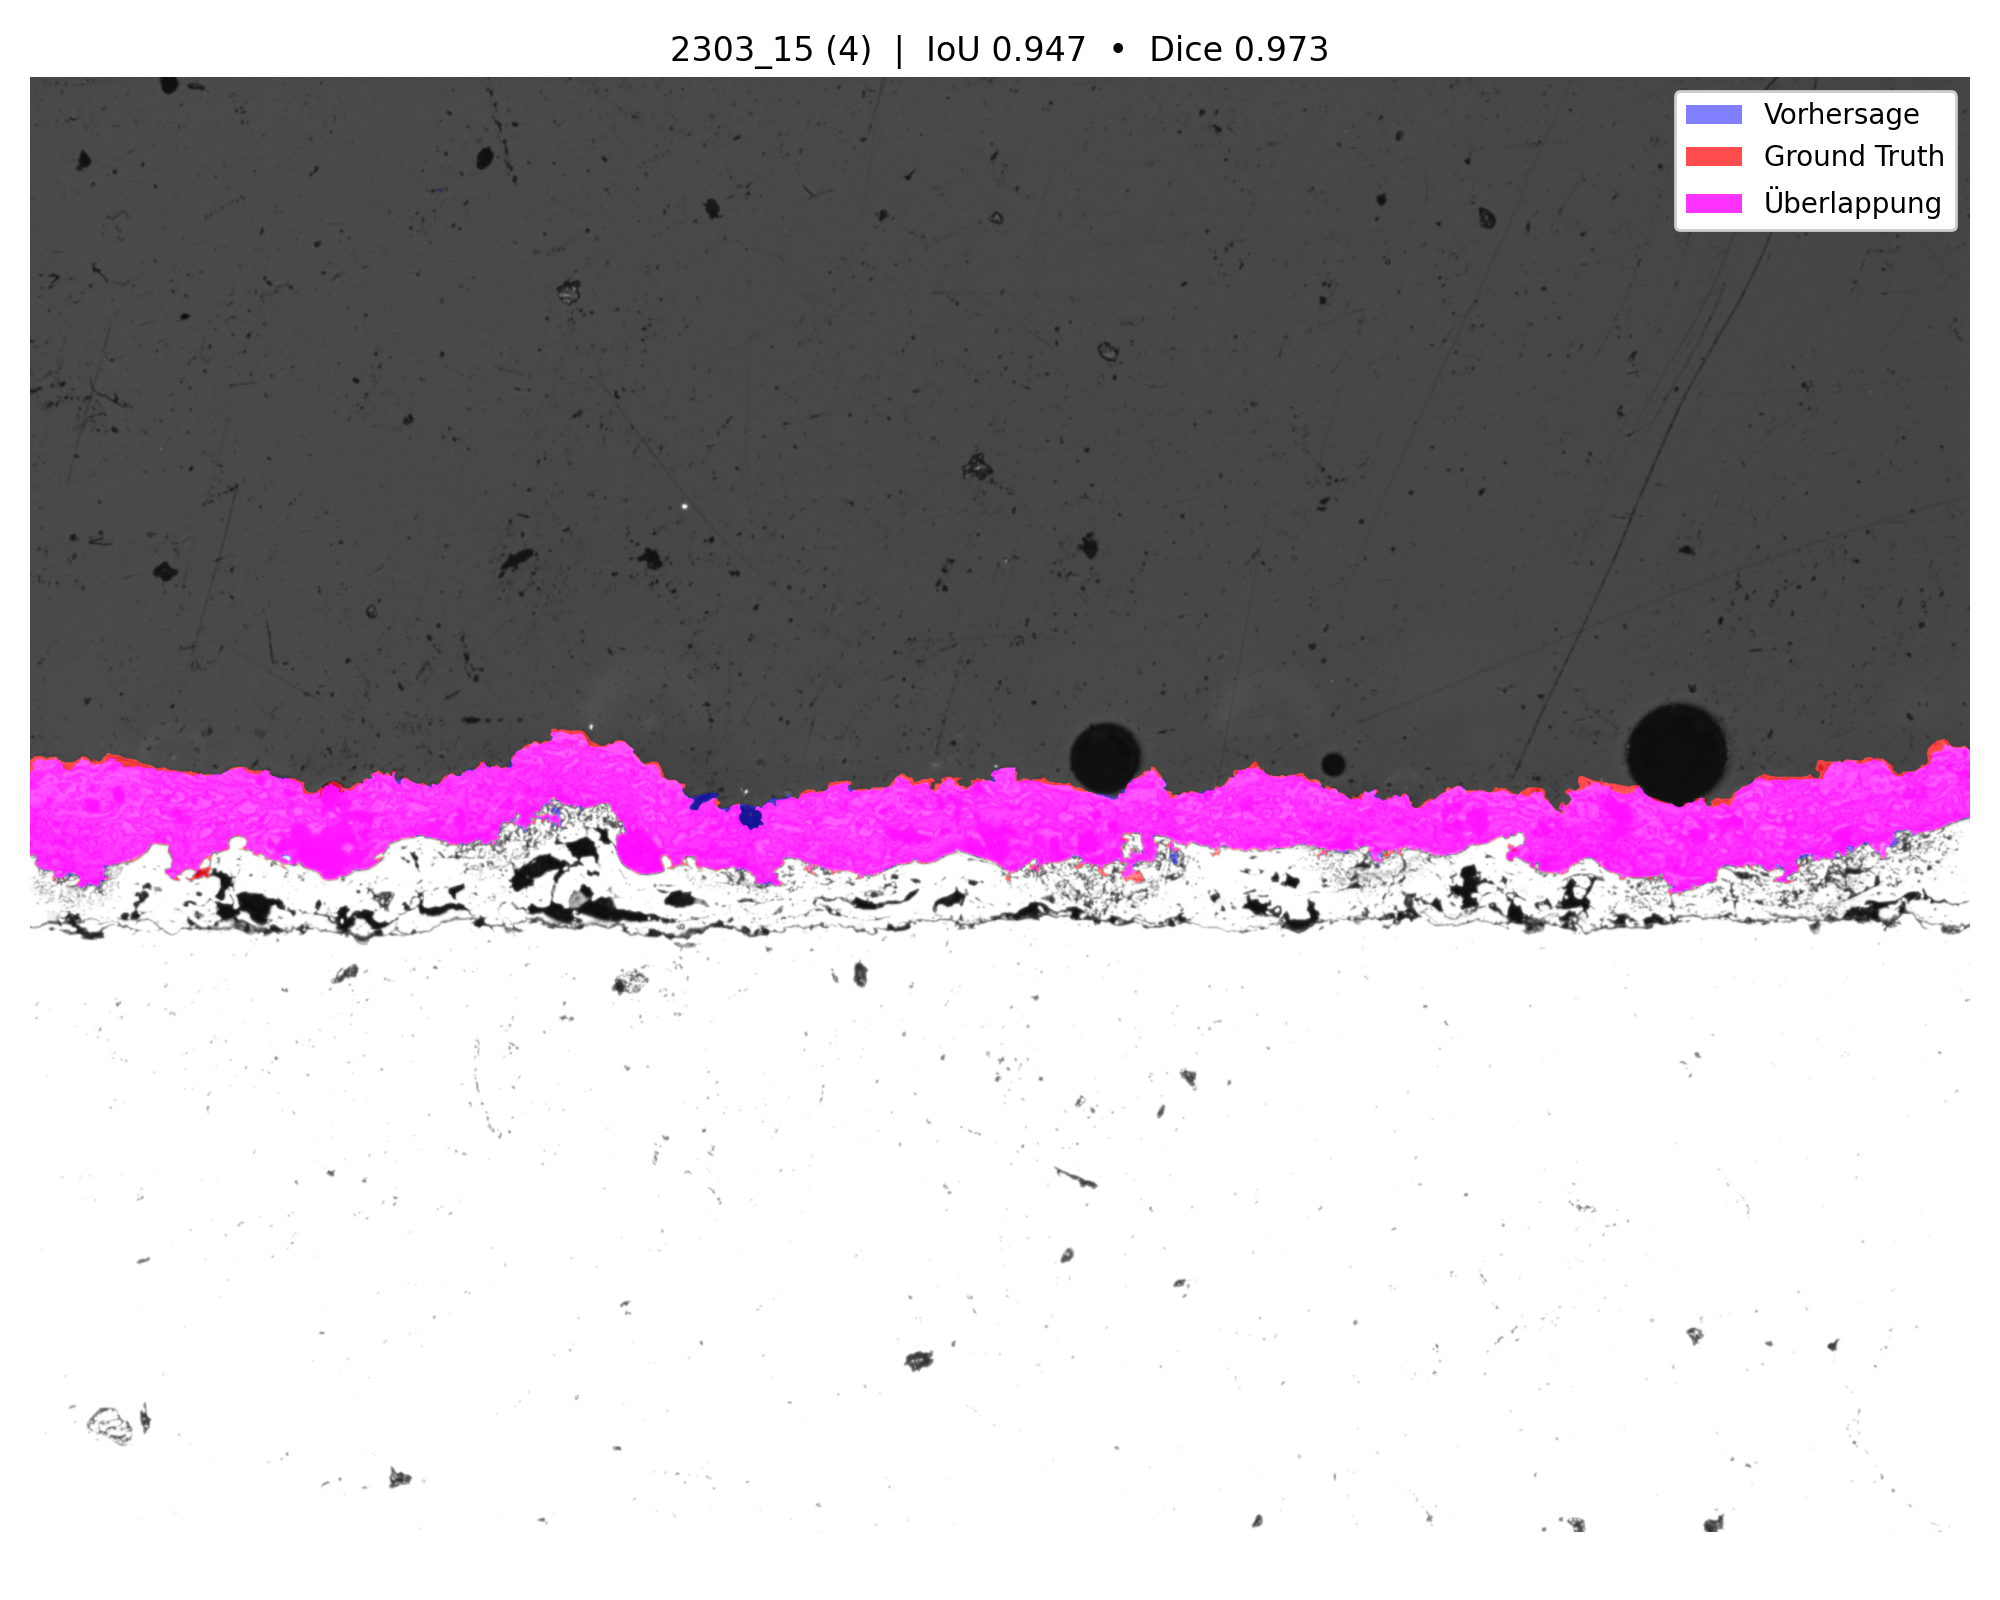 2303_15 (4) | IoU 0.947 • Dice 0.973
Vorhersage
Ground Truth
Überlappung